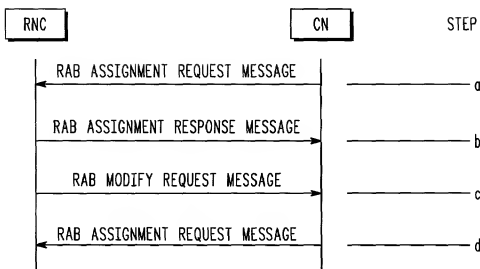 RNC CN STEP
RAB ASSIGNMENT REQUEST MESSAGE a
RAB ASSIGNMENT RESPONSE MESSAGE b
RAB MODIFY REQUEST MESSAGE c
RAB ASSIGNMENT REQUEST MESSAGE d